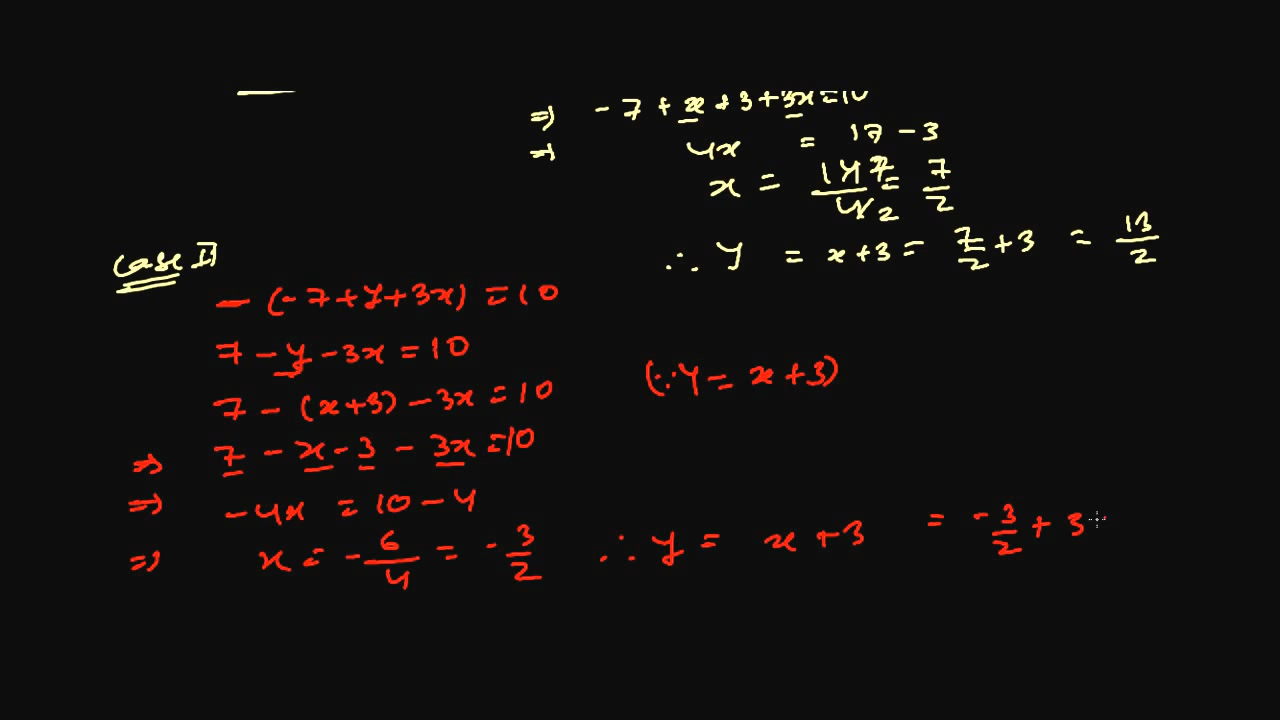 ⇒ - 7 + x + 3 + 3x = 10
⇒ 4x = 17 - 3
x = 14 7 / 4 2 = 7/2
∴ y = x + 3 = 7/2 + 3 = 13/2
Case II
- (- 7 + y + 3x) = 10
7 - y - 3x = 10
7 - (x + 3) - 3x = 10 (∵ y = x + 3)
⇒ 7 - x - 3 - 3x = 10
⇒ - 4x = 10 - 4
⇒ x = - 6/4 = - 3/2 ∴ y = x + 3 = - 3/2 + 3